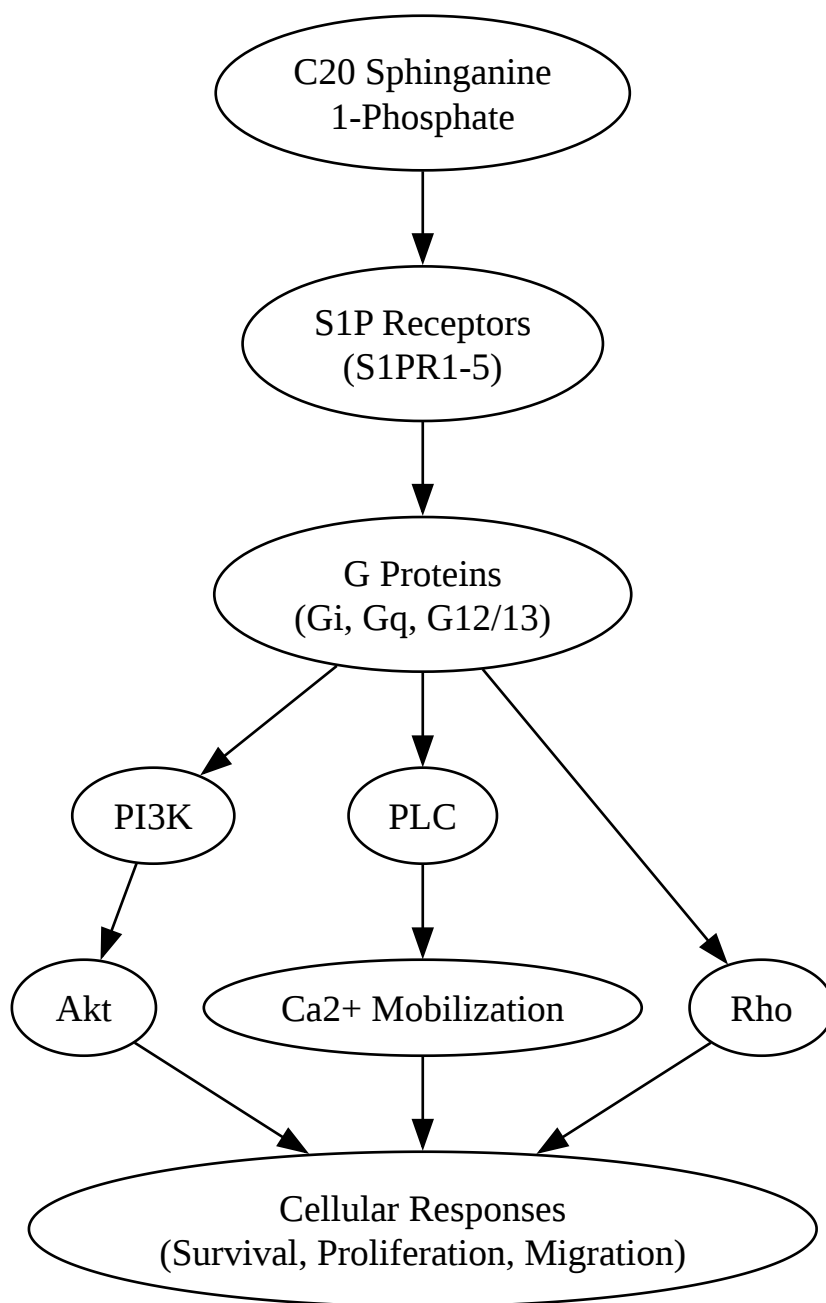 C20 Sphinganine
1-Phosphate
S1P Receptors
(S1PR1-5)
G Proteins
(Gi, Gq, G12/13)
PI3K
PLC
Akt
Ca2+ Mobilization
Rho
Cellular Responses
(Survival, Proliferation, Migration)